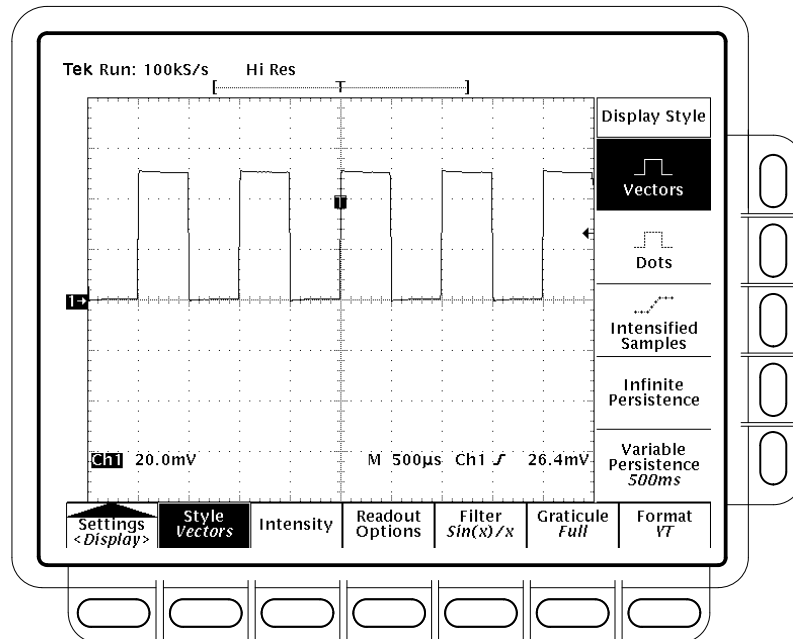 Tek Run: 100kS/s Hi Res
T
Display Style
Vectors
T
Dots
1
Intensified
Samples
Infinite
Persistence
Ch1 20.0mV M 500µs Ch1 26.4mV
Variable
Persistence
500ms
Settings
<Display>
Style
Vectors
Intensity
Readout
Options
Filter
Sin(x)/x
Graticule
Full
Format
YT